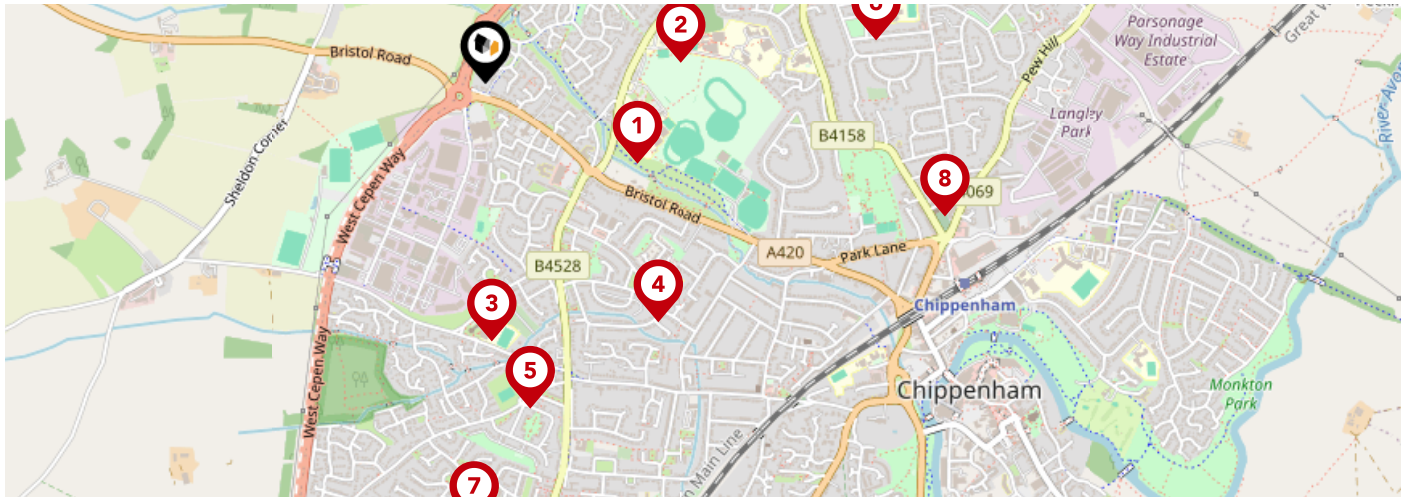 2
Parsonage
Way Industrial
Estate
Great W
Bristol Road
Pew Hill
River Avon
1
B4158
Langley
Park
Sheldon Corner
West Cepen Way
8
069
Bristol Road
A420
Park Lane
B4528
4
3
Chippenham
West Cepen Way
5
Chippenham
Monkton
Park
Main Line
7